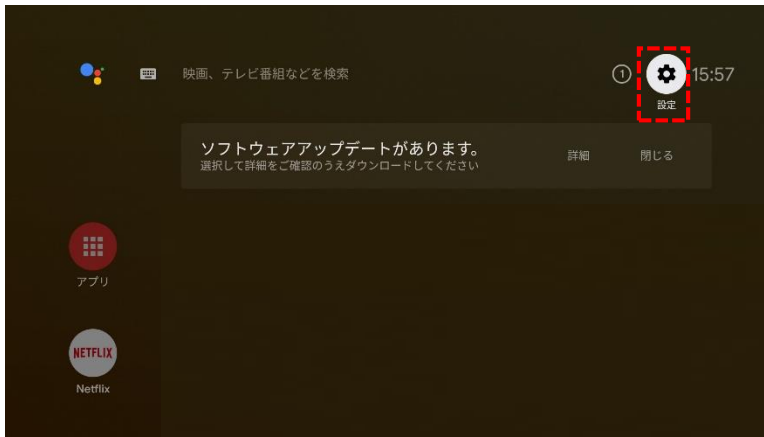 映画、テレビ番組などを検索
1
15:57
設定
ソフトウェアアップデートがあります。
選択して詳細をご確認のうえダウンロードしてください
詳細
閉じる
アプリ
NETFLIX
Netflix